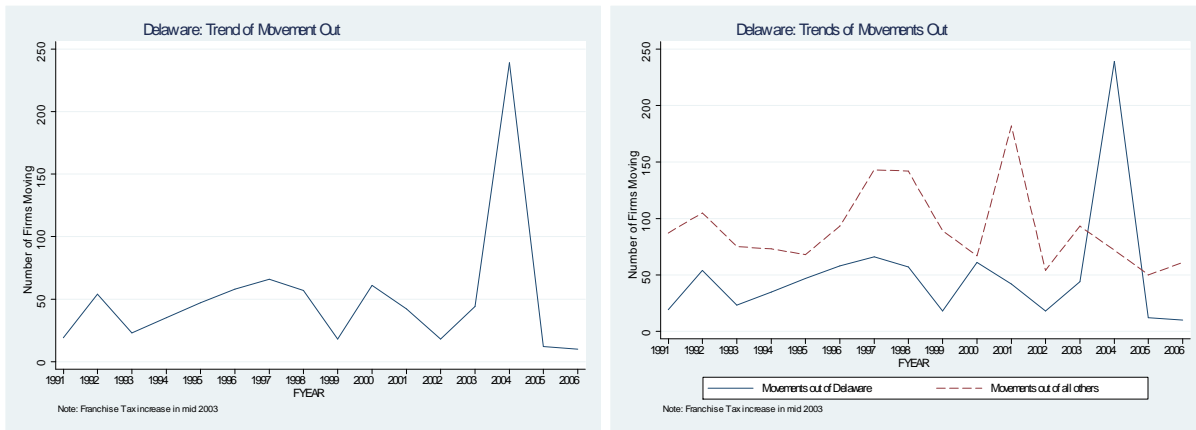 Delaware: Trend of Movement Out
Number of Firms Moving
250
200
150
100
50
0
1991 1992 1993 1994 1995 1996 1997 1998 1999 2000 2001 2002 2003 2004 2005 2006
FYEAR
Note: Franchise Tax increase in mid 2003
Delaware: Trends of Movements Out
Number of Firms Moving
250
200
150
100
50
0
1991 1992 1993 1994 1995 1996 1997 1998 1999 2000 2001 2002 2003 2004 2005 2006
FYEAR
Movements out of Delaware Movements out of all others
Note: Franchise Tax increase in mid 2003